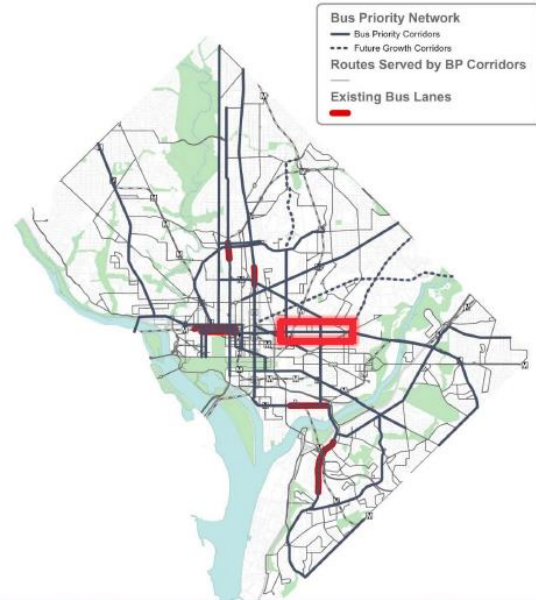 Bus Priority Network
Bus Priority Corridors
Future Growth Corridors
Routes Served by BP Corridors
Existing Bus Lanes